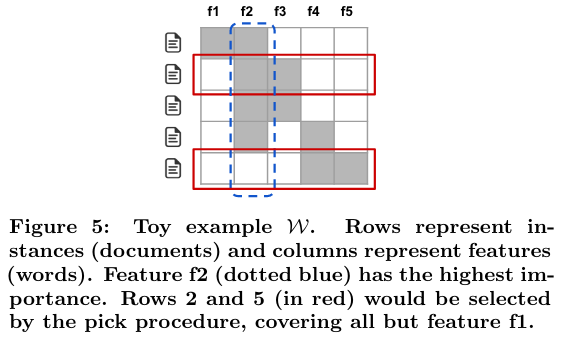 f1 f2 f3 f4 f5
Figure 5: Toy example W. Rows represent in-
stances (documents) and columns represent features
(words). Feature f2 (dotted blue) has the highest im-
portance. Rows 2 and 5 (in red) would be selected
by the pick procedure, covering all but feature f1.